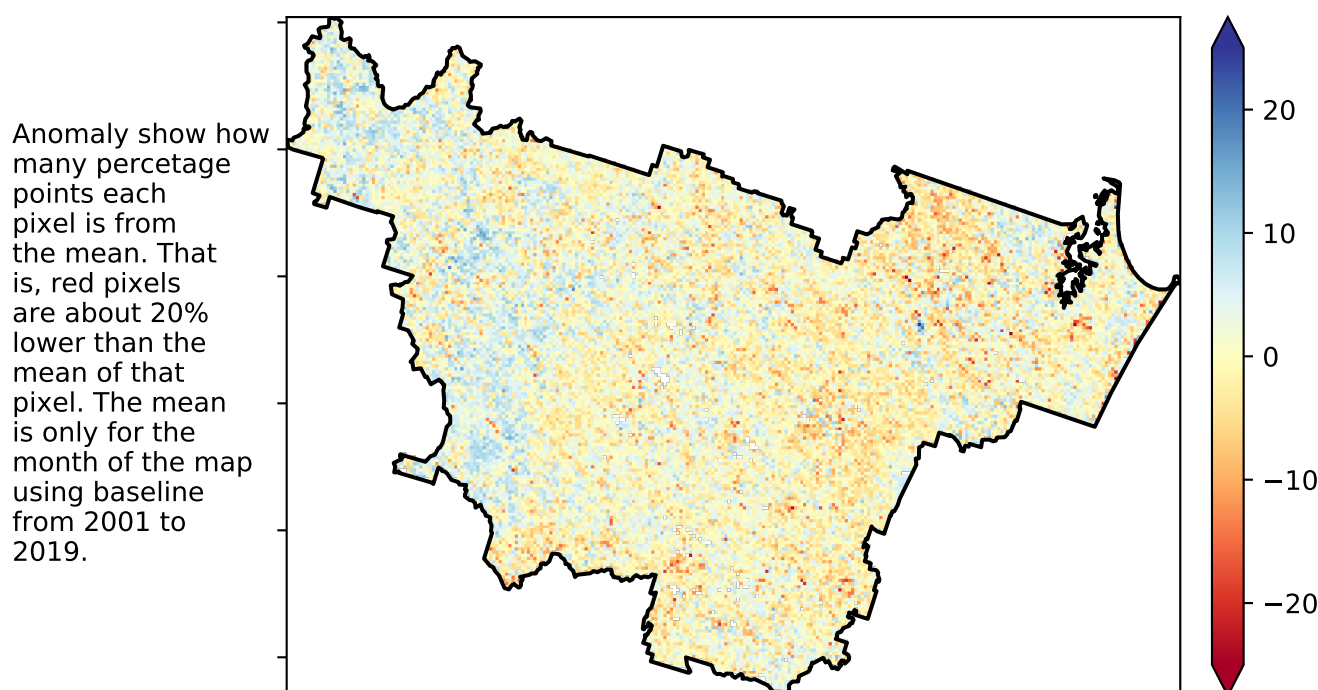 Anomaly show how
many percetage
points each
pixel is from
the mean. That
is, red pixels
are about 20%
lower than the
mean of that
pixel. The mean
is only for the
month of the map
using baseline
from 2001 to
2019.
20
10
0
−10
−20